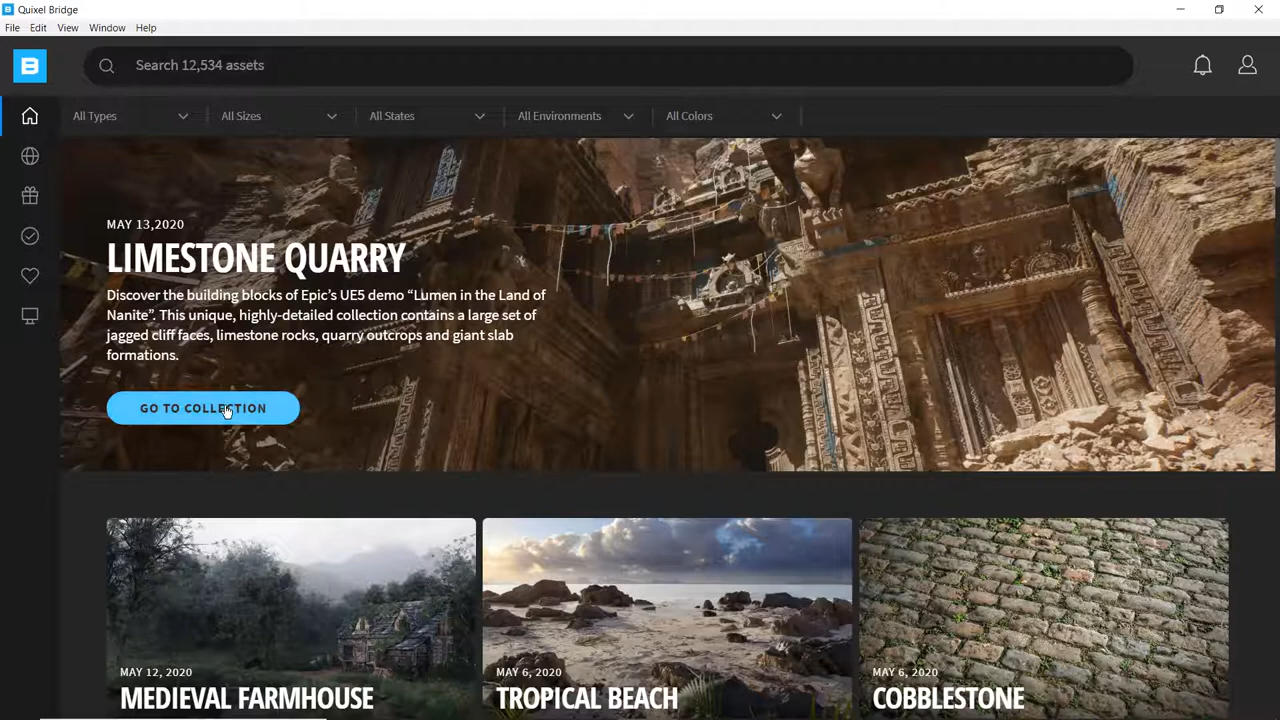 Quixel Bridge
File Edit View Window Help
B
Search 12,534 assets
All Types All Sizes All States All Environments All Colors
MAY 13,2020
LIMESTONE QUARRY
Discover the building blocks of Epic's UE5 demo “Lumen in the Land of
Nanite”. This unique, highly-detailed collection contains a large set of
jagged cliff faces, limestone rocks, quarry outcrops and giant slab
formations.
GO TO COLLECTION
MAY 12, 2020
MEDIEVAL FARMHOUSE
MAY 6, 2020
TROPICAL BEACH
MAY 6, 2020
COBBLESTONE